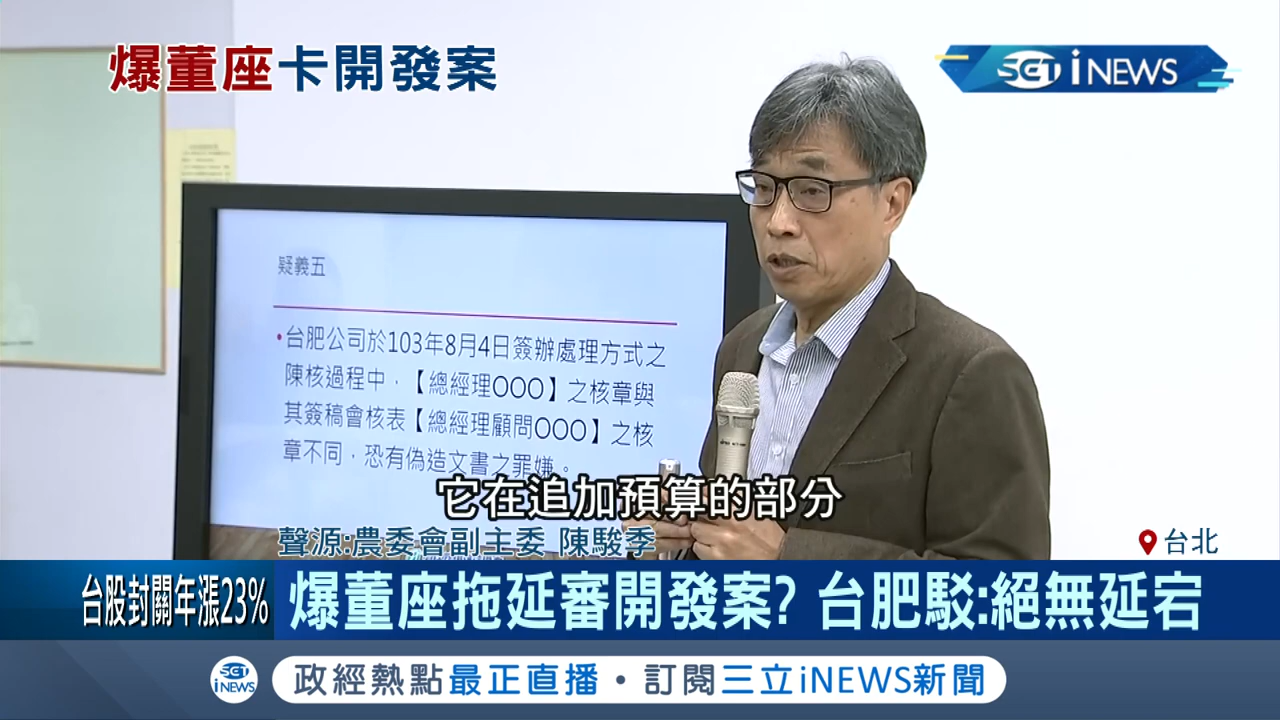 爆董座卡開發案
SET iNEWS
疑義五
•台肥公司於103年8月4日簽辦處理方式之
陳核過程中，【總經理OOO】之核章與
其簽稿會核表【總經理顧問OOO】之核
章不同，恐有偽造文書之罪嫌。
它在追加預算的部分
聲源:農委會副主委 陳駿季
台北
台股封關年漲23%
爆董座拖延審開發案? 台肥駁:絕無延宕
SET iNEWS
政經熱點最正直播・訂閱三立iNEWS新聞